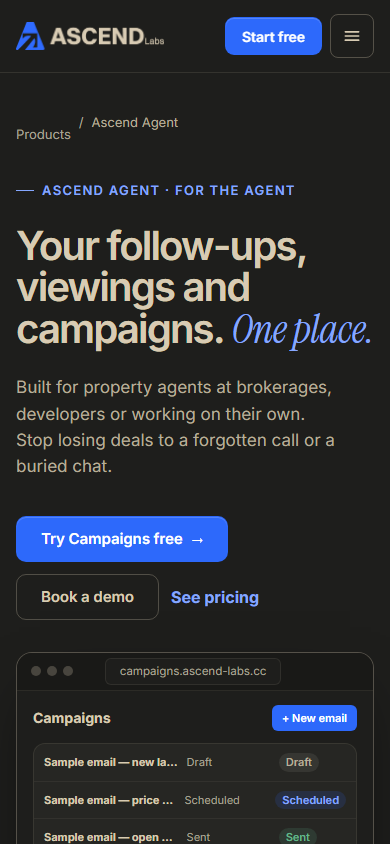 ASCEND Labs
Start free
Products / Ascend Agent
ASCEND AGENT · FOR THE AGENT
Your follow-ups,
viewings and
campaigns. One place.
Built for property agents at brokerages,
developers or working on their own.
Stop losing deals to a forgotten call or a
buried chat.
Try Campaigns free →
Book a demo
See pricing
campaigns.ascend-labs.cc
Campaigns
+ New email
Sample email — new la... Draft Draft
Sample email — price ... Scheduled Scheduled
Sample email — open ... Sent Sent